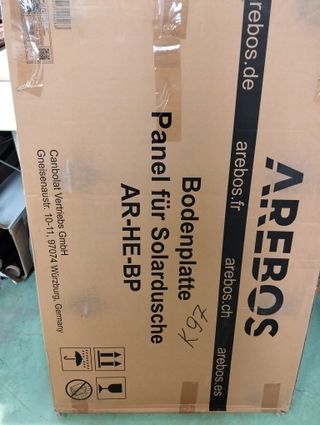 AREBOS
arebos.de
arebos.fr
arebos.ch
arebos.es
arebos
Bodenplatte
Panel für Solardusche
AR-HE-BP
Canbolat Vertriebs GmbH
Gneisenaustr. 10-11, 97074 Würzburg, Germany